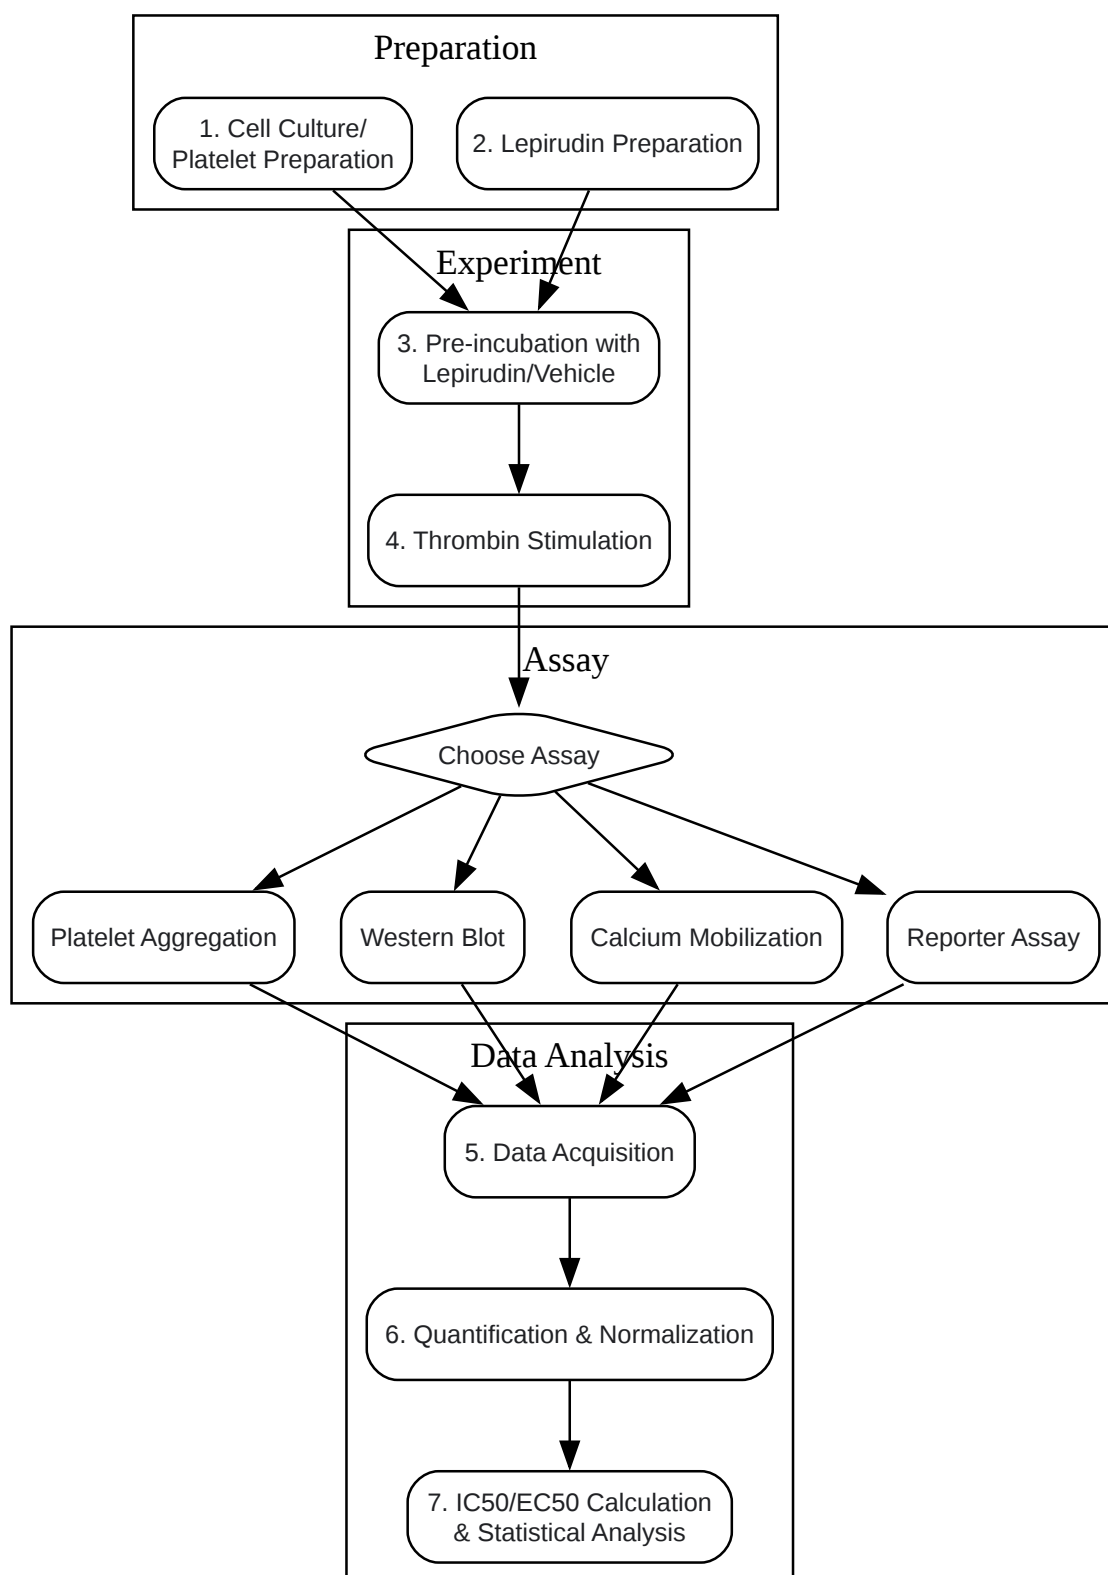 Preparation
1. Cell Culture/
Platelet Preparation
2. Lepirudin Preparation
Experiment
3. Pre-incubation with
Lepirudin/Vehicle
4. Thrombin Stimulation
Assay
Choose Assay
Platelet Aggregation
Western Blot
Calcium Mobilization
Reporter Assay
Data Analysis
5. Data Acquisition
6. Quantification & Normalization
7. IC50/EC50 Calculation
& Statistical Analysis